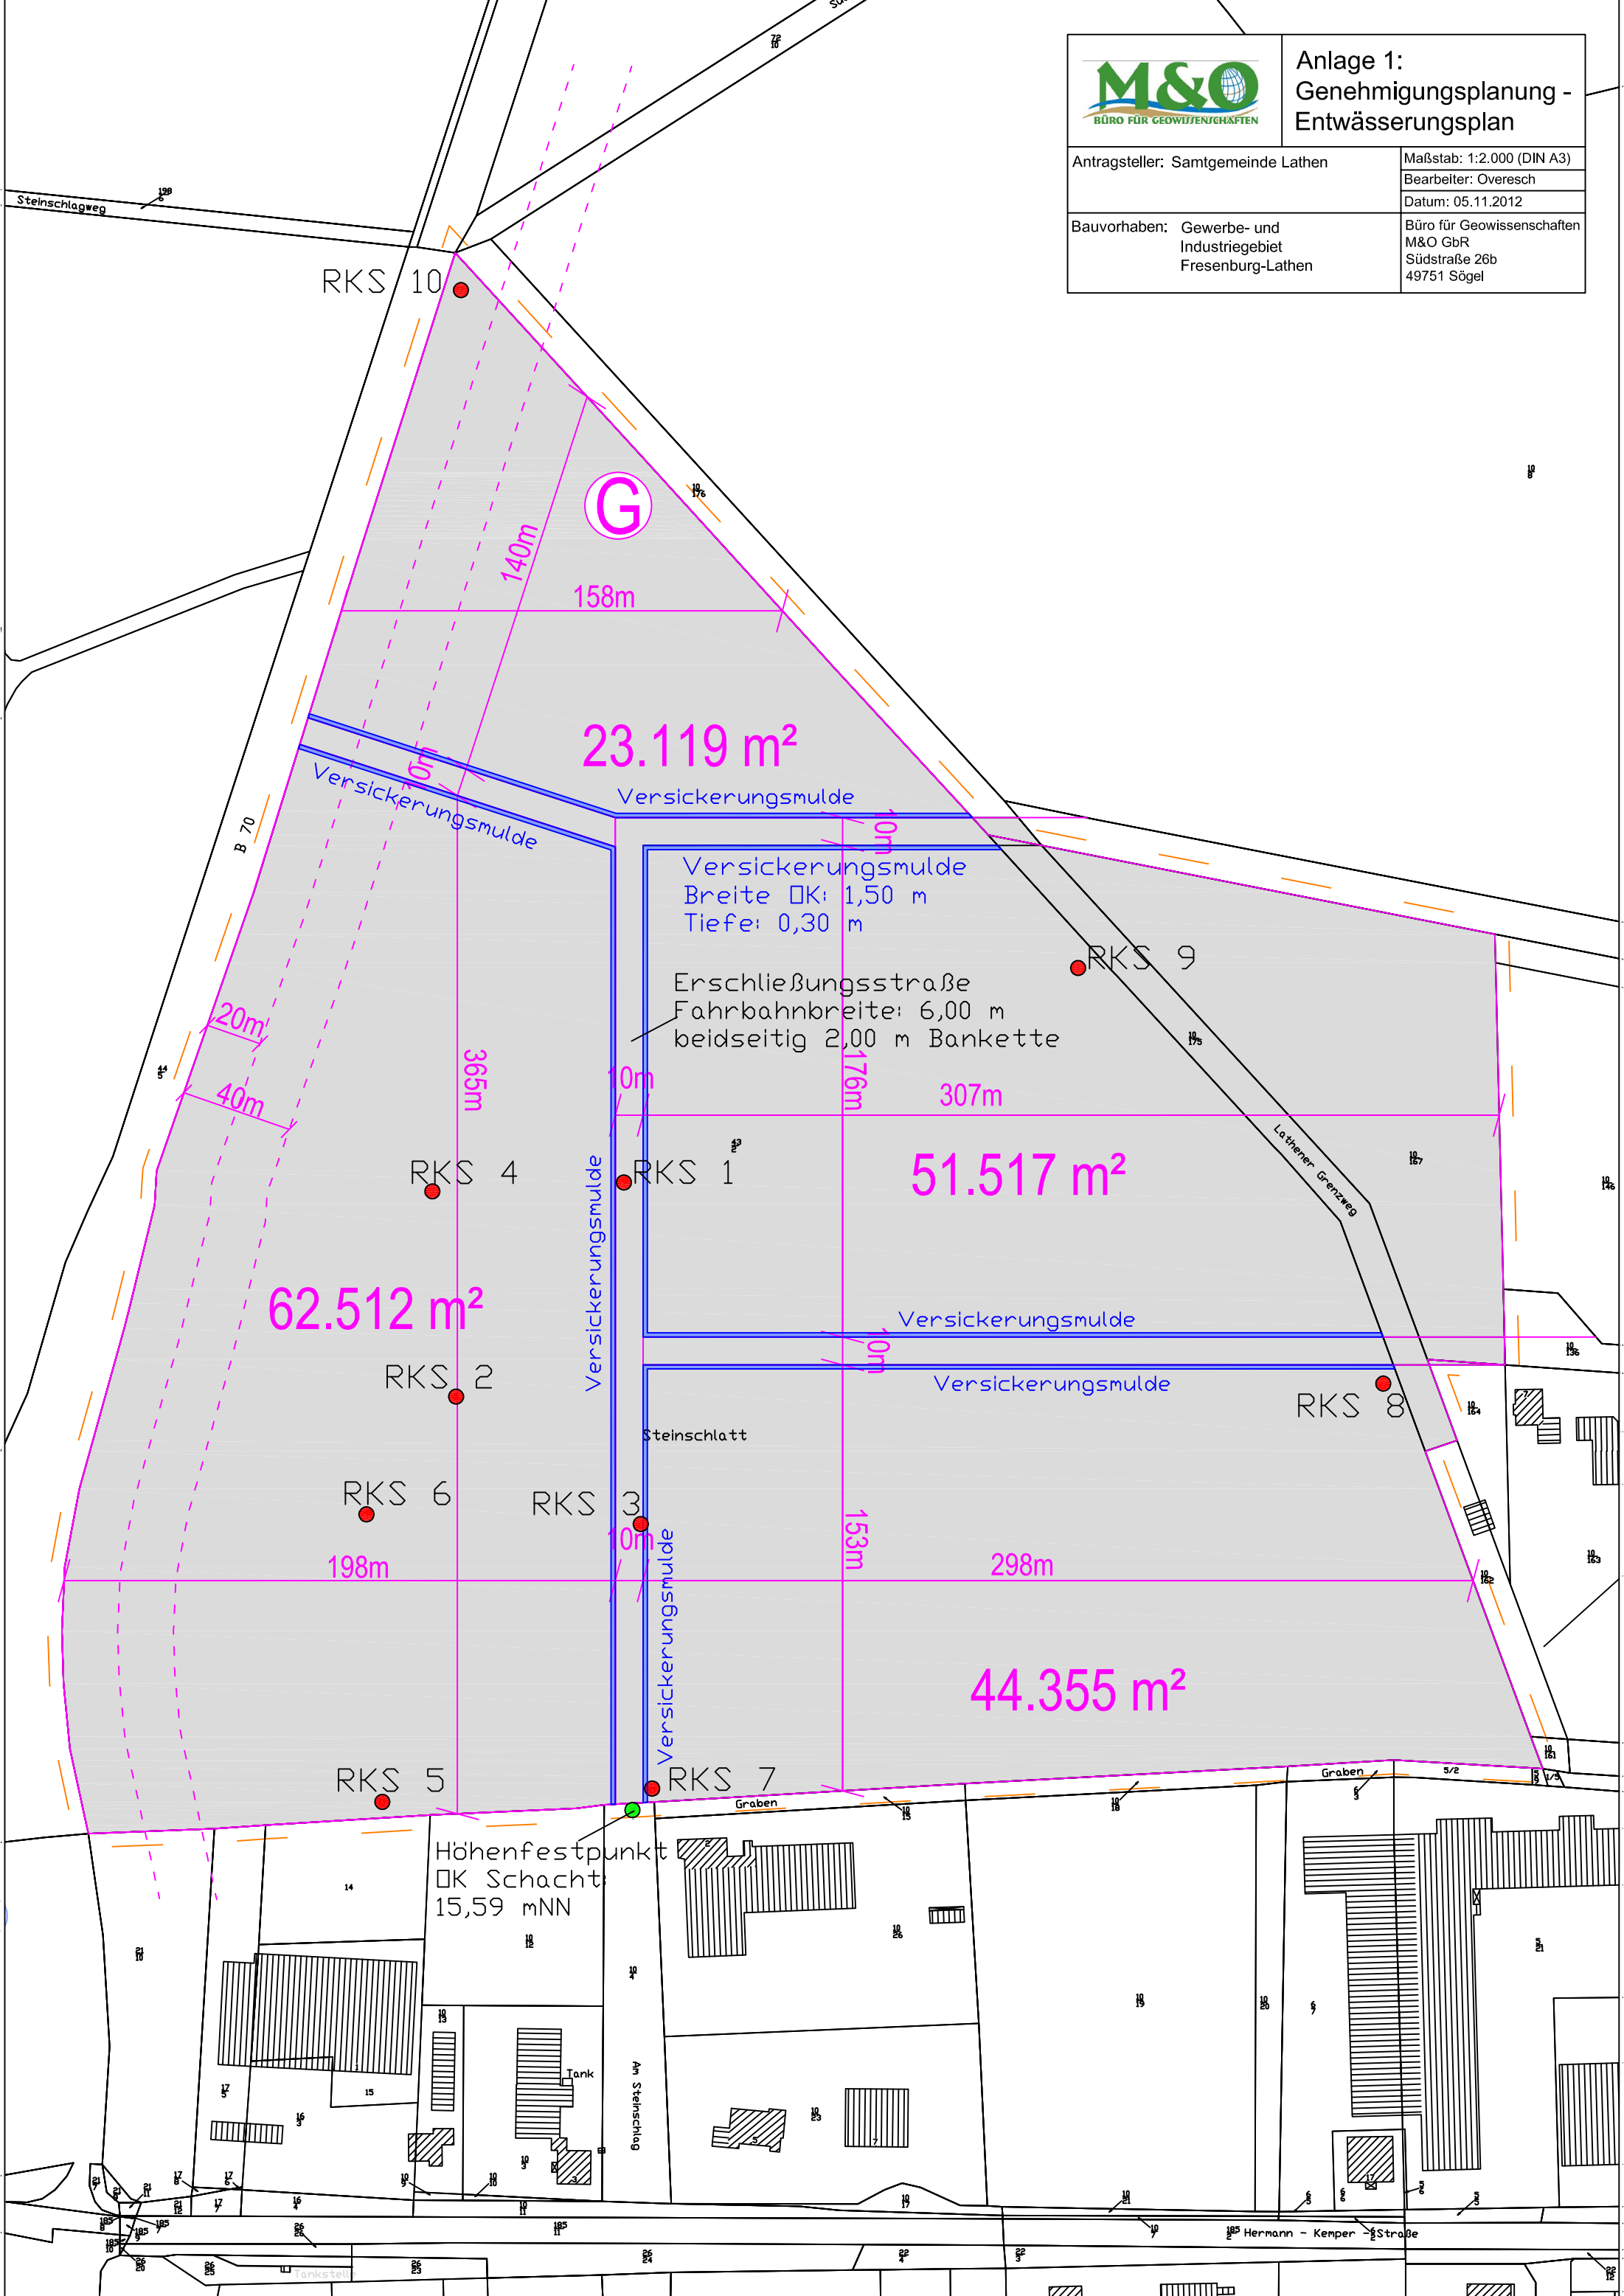 M&O
BÜRO FÜR GEOWISSENSCHAFTEN
Anlage 1:
Genehmigungsplanung -
Entwässerungsplan
Antragsteller: Samtgemeinde Lathen
Maßstab: 1:2.000 (DIN A3)
Bearbeiter: Overesch
Datum: 05.11.2012
Bauvorhaben: Gewerbe- und
Industriegebiet
Fresenburg-Lathen
Büro für Geowissenschaften
M&O GbR
Südstraße 26b
49751 Sögel
Steinschlagweg
RKS 10
G
140m
158m
23.119 m²
Versickerungsmulde
Versickerungsmulde
10m
B 70
Versickerungsmulde
Breite OK: 1,50 m
Tiefe: 0,30 m
RKS 9
Erschließungsstraße
Fahrbahnbreite: 6,00 m
beidseitig 2,00 m Bankette
20m
40m
365m
10m
176m
307m
Lathener Grenzweg
RKS 4
RKS 1
51.517 m²
Versickerungsmulde
62.512 m²
Versickerungsmulde
10m
Versickerungsmulde
RKS 2
RKS 8
Steinschlatt
RKS 6
RKS 3
10m
153m
198m
298m
Versickerungsmulde
44.355 m²
RKS 5
RKS 7
Graben
Graben
5/2
Höhenfestpunkt
OK Schacht:
15,59 mNN
14
15
Tank
Am Steinschlag
Hermann - Kemper - Straße
Tankstelle